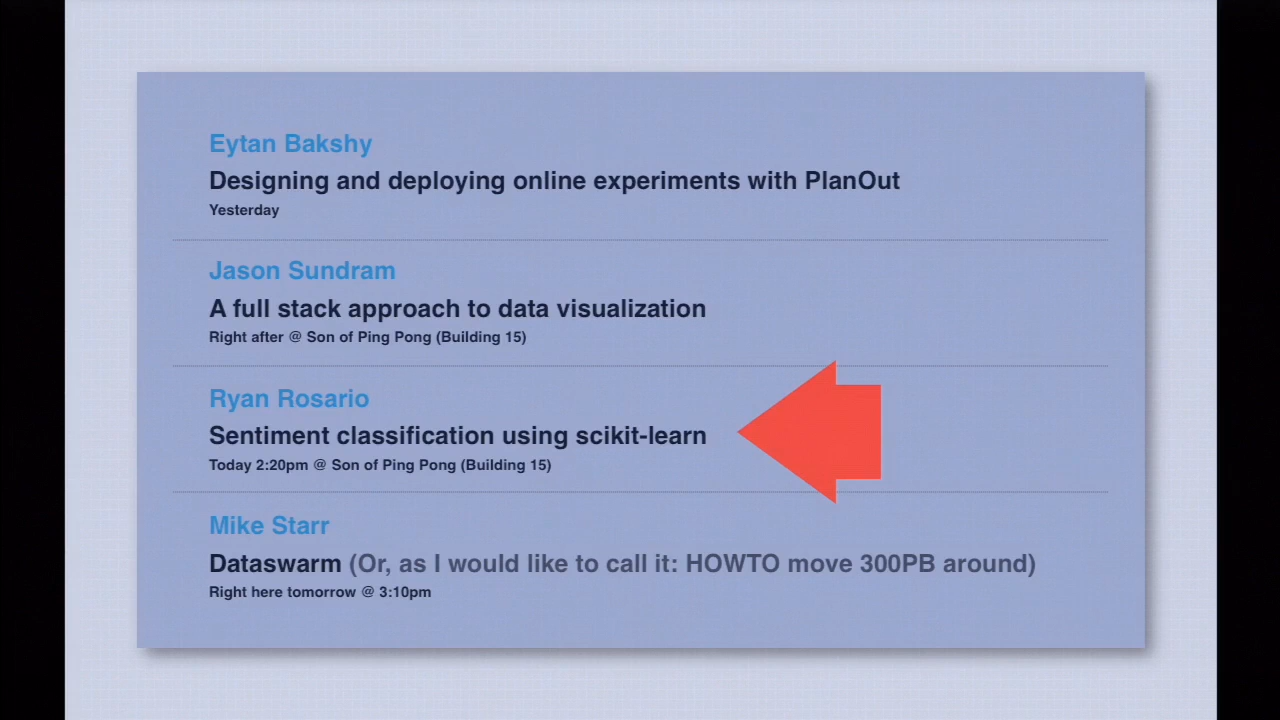 Eytan Bakshy
Designing and deploying online experiments with PlanOut
Yesterday
Jason Sundram
A full stack approach to data visualization
Right after @ Son of Ping Pong (Building 15)
Ryan Rosario
Sentiment classification using scikit-learn
Today 2:20pm @ Son of Ping Pong (Building 15)
Mike Starr
Dataswarm (Or, as I would like to call it: HOWTO move 300PB around)
Right here tomorrow @ 3:10pm